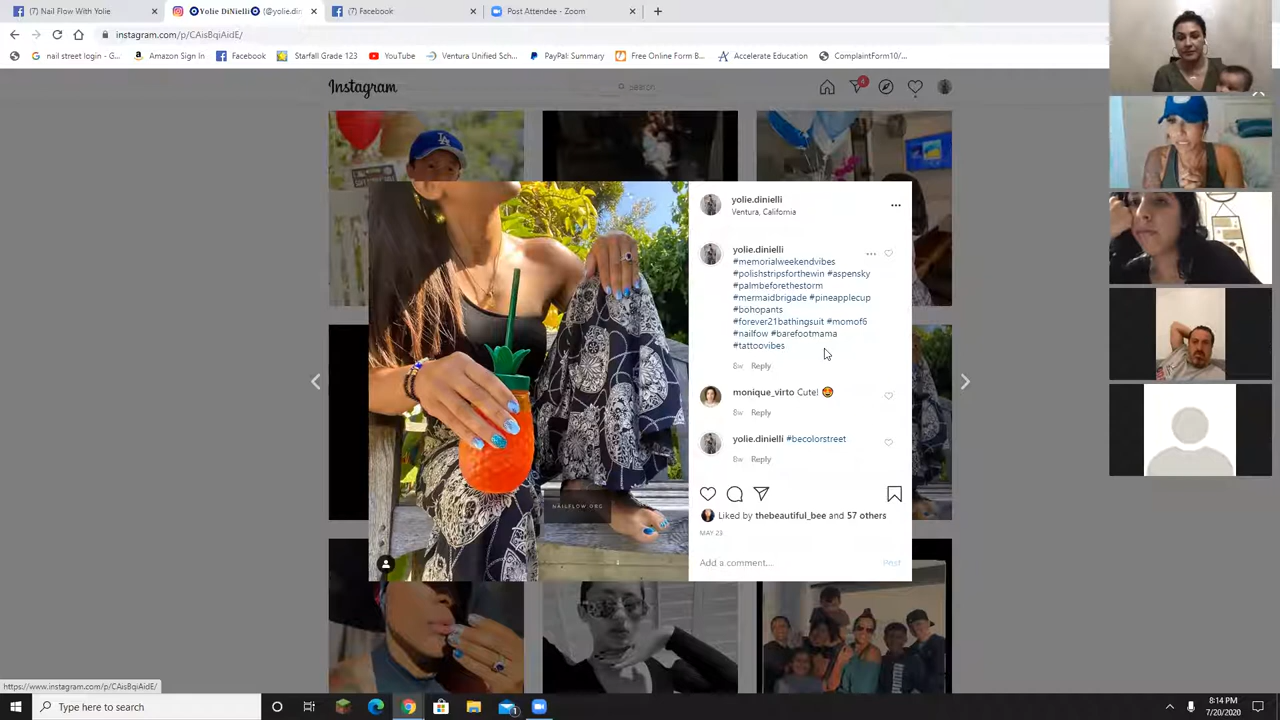 (7) Nail Flow With Yolie
Yolie DiNielli (@yolie.din
(7) Facebook
Post Attendee - Zoom
instagram.com/p/CAisBqiAidE/
nail street login - G...
Amazon Sign In
Facebook
Starfall Grade 123
YouTube
Ventura Unified Sch...
PayPal: Summary
Free Online Form B...
Accelerate Education
ComplaintForm10/...
Instagram
Search
4
yolie.dinielli
Ventura, California
yolie.dinielli
#memorialweekendvibes
#polishstripsforthewin #aspensky
#palmbeforethestorm
#mermaidbrigade #pineapplecup
#bohopants
#forever21bathingsuit #momof6
#nailfow #barefootmama
#tattoovibes
8w Reply
monique_virto Cute! 🤩
8w Reply
yolie.dinielli #becolorstreet
8w Reply
NAILFLOW.ORG
Liked by thebeautiful_bee and 57 others
MAY 23
Add a comment...
Post
https://www.instagram.com/p/CAisBqiAidE/
Type here to search
8:14 PM
7/20/2020